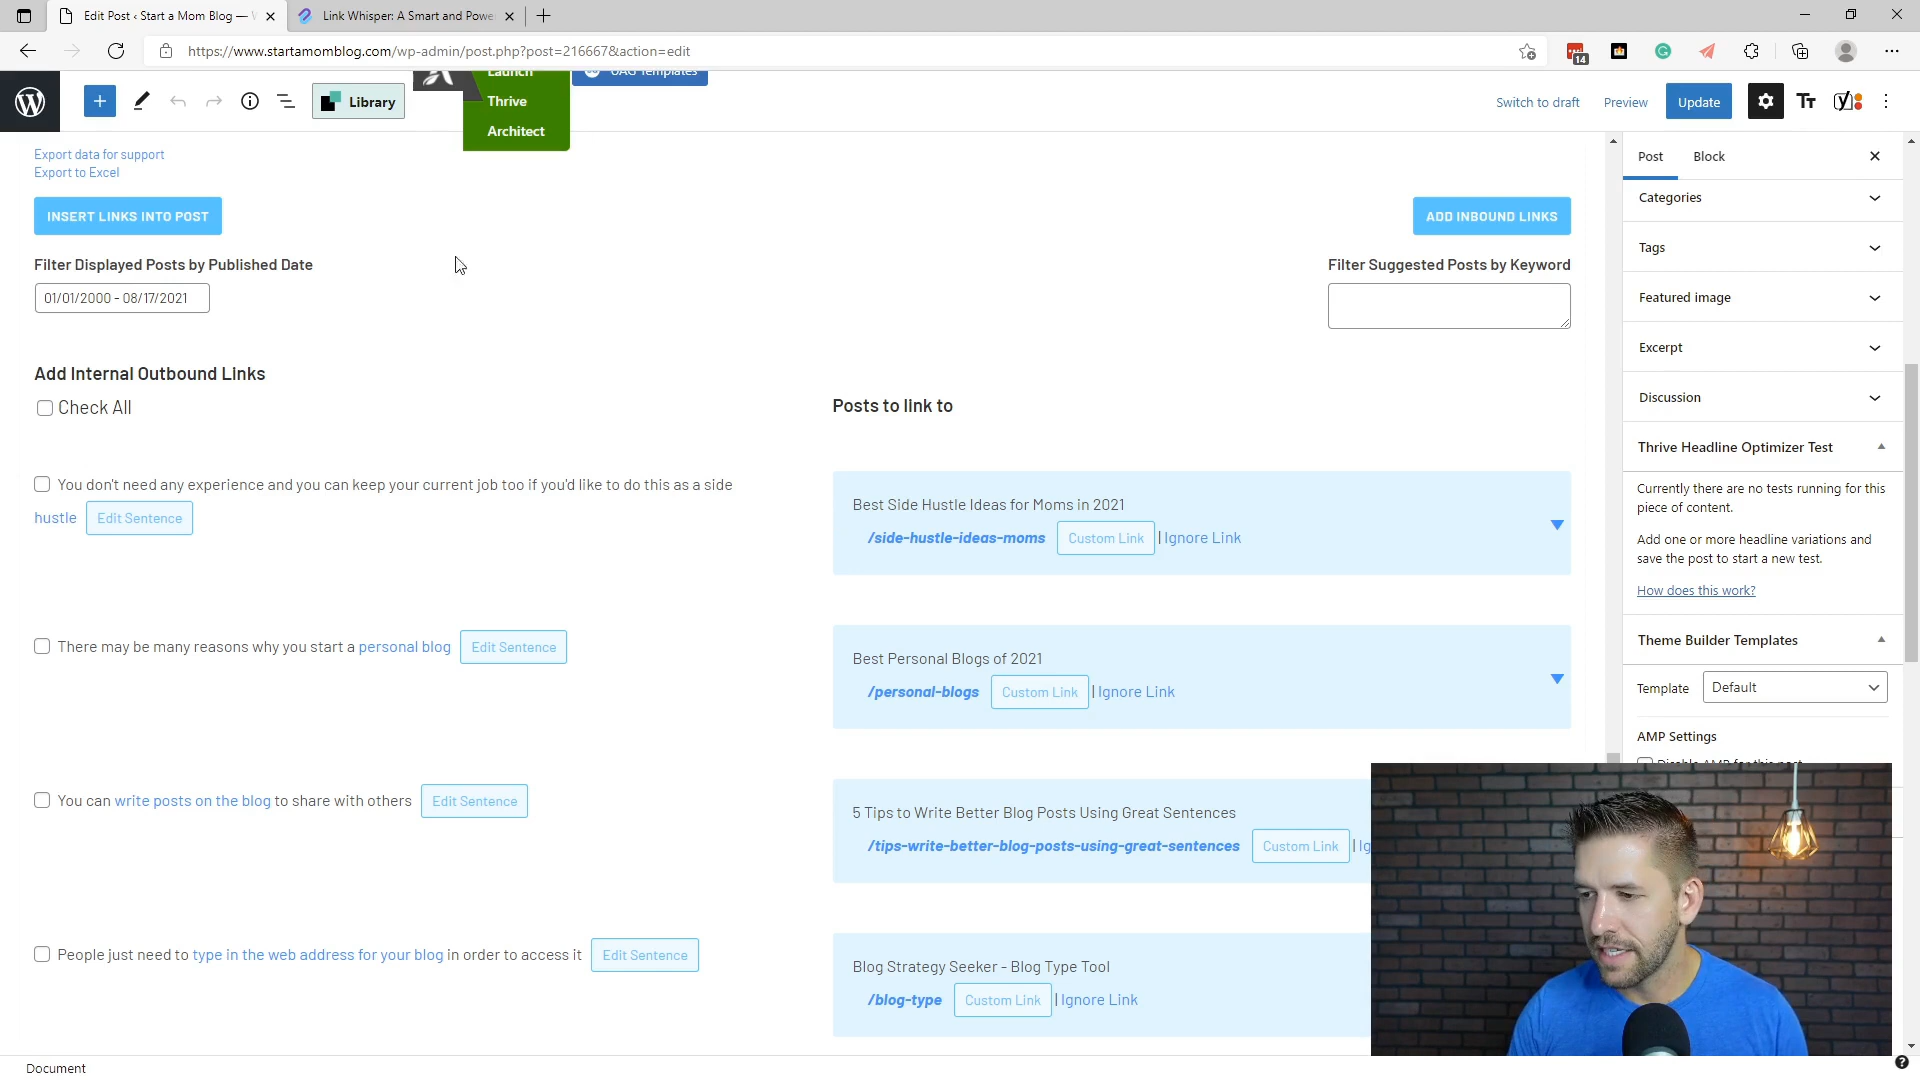 Edit Post ‹ Start a Mom Blog —
Link Whisper: A Smart and Powe
https://www.startamomblog.com/wp-admin/post.php?post=216667&action=edit
14
Library
Launch
Thrive
Architect
UAG Templates
Switch to draft
Preview
Update
Export data for support
Export to Excel
INSERT LINKS INTO POST
ADD INBOUND LINKS
Filter Displayed Posts by Published Date
01/01/2000 - 08/17/2021
Filter Suggested Posts by Keyword
Add Internal Outbound Links
Check All
Posts to link to
You don't need any experience and you can keep your current job too if you'd like to do this as a side
hustle Edit Sentence
Best Side Hustle Ideas for Moms in 2021
/side-hustle-ideas-moms Custom Link | Ignore Link
There may be many reasons why you start a personal blog Edit Sentence
Best Personal Blogs of 2021
/personal-blogs Custom Link | Ignore Link
You can write posts on the blog to share with others Edit Sentence
5 Tips to Write Better Blog Posts Using Great Sentences
/tips-write-better-blog-posts-using-great-sentences Custom Link | Ig
People just need to type in the web address for your blog in order to access it Edit Sentence
Blog Strategy Seeker - Blog Type Tool
/blog-type Custom Link | Ignore Link
Post
Block
Categories
Tags
Featured image
Excerpt
Discussion
Thrive Headline Optimizer Test
Currently there are no tests running for this
piece of content.
Add one or more headline variations and
save the post to start a new test.
How does this work?
Theme Builder Templates
Template Default
AMP Settings
Document